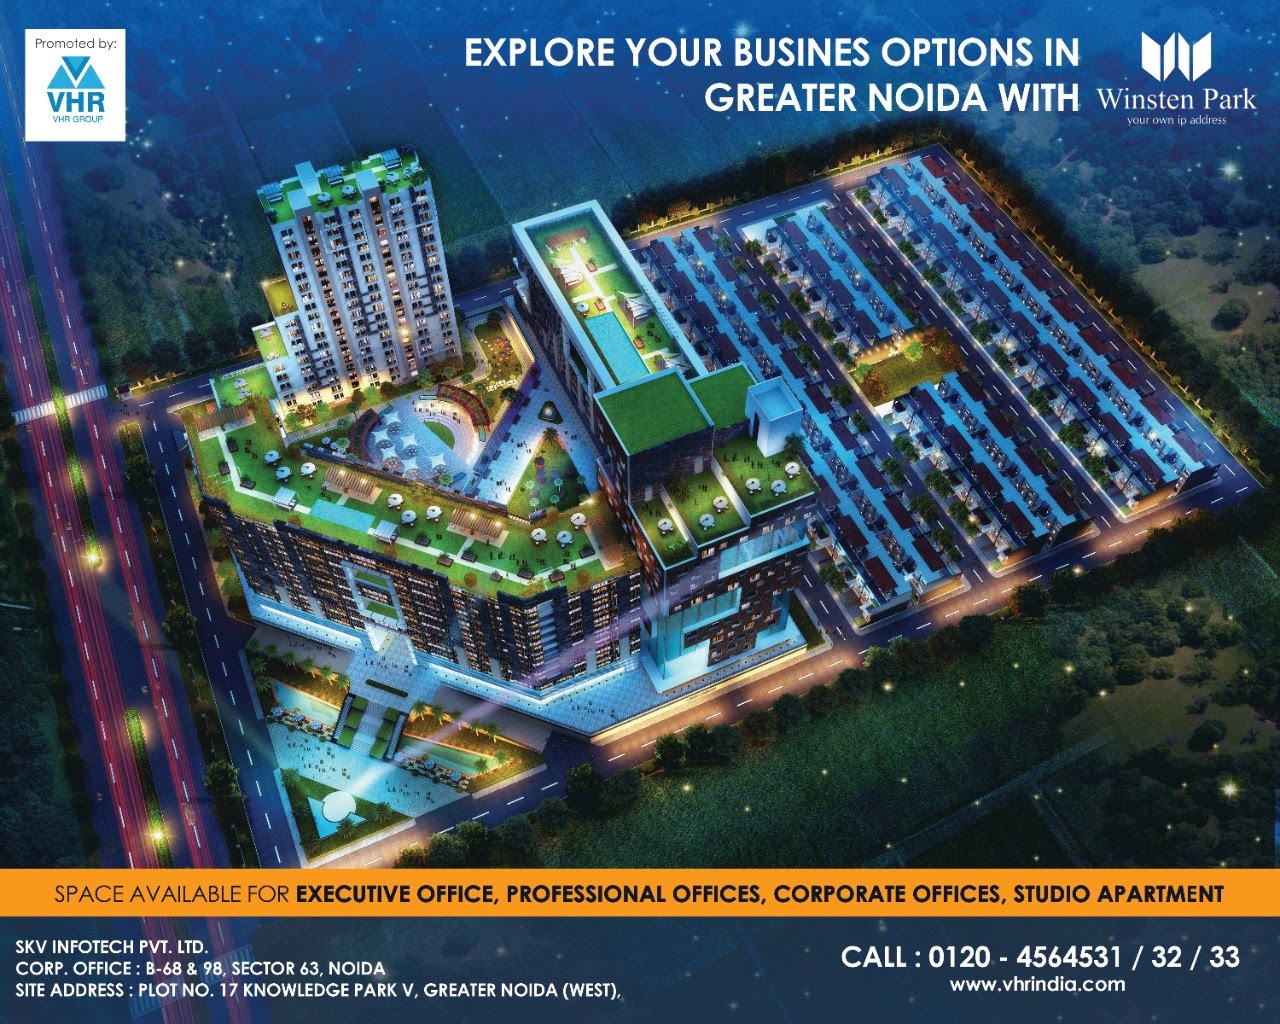 Promoted by:
VHR
VHR GROUP
EXPLORE YOUR BUSINES OPTIONS IN
GREATER NOIDA WITH
Winsten Park
your own ip address
SPACE AVAILABLE FOR EXECUTIVE OFFICE, PROFESSIONAL OFFICES, CORPORATE OFFICES, STUDIO APARTMENT
SKV INFOTECH PVT. LTD.
CORP. OFFICE : B-68 & 98, SECTOR 63, NOIDA
SITE ADDRESS : PLOT NO. 17 KNOWLEDGE PARK V, GREATER NOIDA (WEST),
CALL : 0120 - 4564531 / 32 / 33
www.vhrindia.com